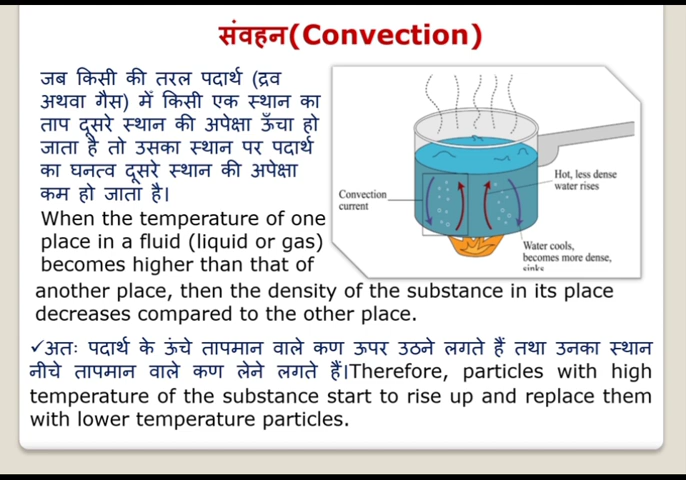 संवहन(Convection)
जब किसी की तरल पदार्थ (द्रव
अथवा गैस) में किसी एक स्थान का
ताप दूसरे स्थान की अपेक्षा ऊँचा हो
जाता है तो उसका स्थान पर पदार्थ
का घनत्व दूसरे स्थान की अपेक्षा
कम हो जाता है।
When the temperature of one
place in a fluid (liquid or gas)
becomes higher than that of
another place, then the density of the substance in its place
decreases compared to the other place.
Convection
current
Hot, less dense
water rises
Water cools,
becomes more dense,
sinks
✓अतः पदार्थ के ऊंचे तापमान वाले कण ऊपर उठने लगते हैं तथा उनका स्थान
नीचे तापमान वाले कण लेने लगते हैं।Therefore, particles with high
temperature of the substance start to rise up and replace them
with lower temperature particles.